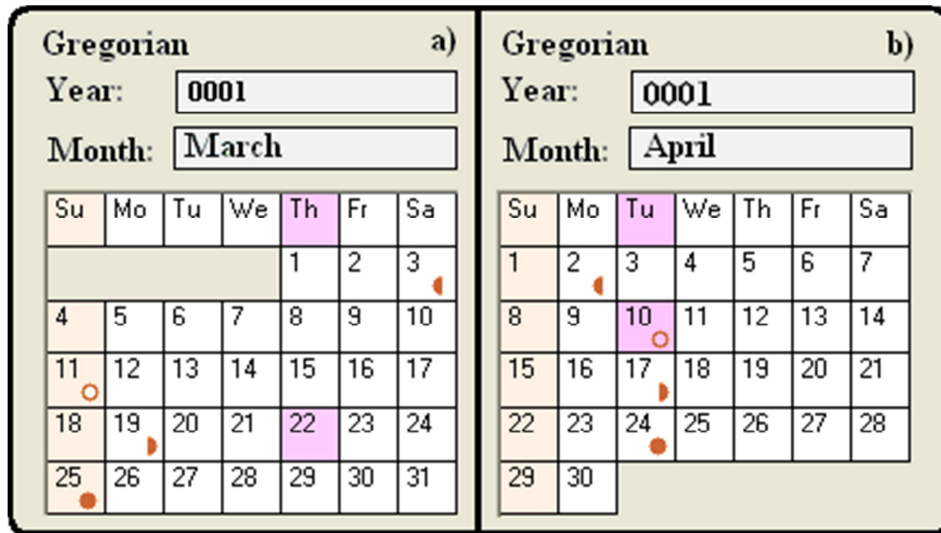 Gregorian a)
Year: 0001
Month: March
Su Mo Tu We Th Fr Sa
1 2 3
4 5 6 7 8 9 10
11 12 13 14 15 16 17
18 19 20 21 22 23 24
25 26 27 28 29 30 31
Gregorian b)
Year: 0001
Month: April
Su Mo Tu We Th Fr Sa
1 2 3 4 5 6 7
8 9 10 11 12 13 14
15 16 17 18 19 20 21
22 23 24 25 26 27 28
29 30